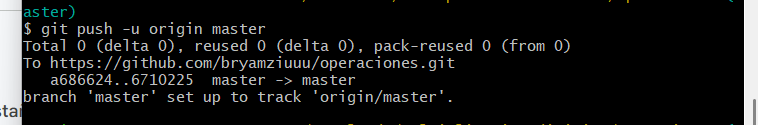 aster)
$ git push -u origin master
Total 0 (delta 0), reused 0 (delta 0), pack-reused 0 (from 0)
To https://github.com/bryamziuuu/operaciones.git
   a686624..6710225  master -> master
branch 'master' set up to track 'origin/master'.